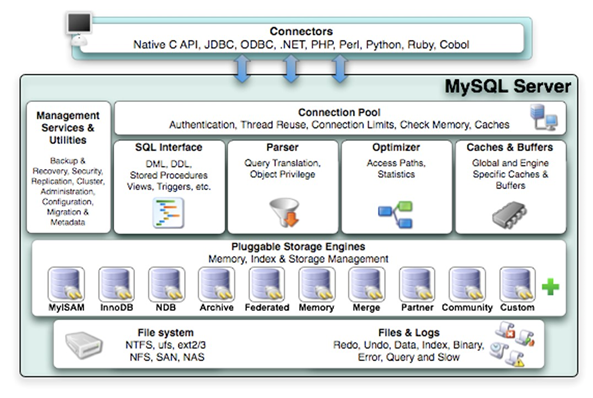 Connectors
Native C API, JDBC, ODBC, .NET, PHP, Perl, Python, Ruby, Cobol
MySQL Server
Management
Services &
Utilities
Backup &
Recovery, Security,
Replication, Cluster,
Administration,
Configuration,
Migration &
Metadata
Connection Pool
Authentication, Thread Reuse, Connection Limits, Check Memory, Caches
SQL Interface
DML, DDL,
Stored Procedures
Views, Triggers, etc.
Parser
Query Translation,
Object Privilege
Optimizer
Access Paths,
Statistics
Caches & Buffers
Global and Engine
Specific Caches &
Buffers
Pluggable Storage Engines
Memory, Index & Storage Management
MyISAM
InnoDB
NDB
Archive
Federated
Memory
Merge
Partner
Community
Custom
File system
NTFS, ufs, ext2/3
NFS, SAN, NAS
Files & Logs
Redo, Undo, Data, Index, Binary,
Error, Query and Slow